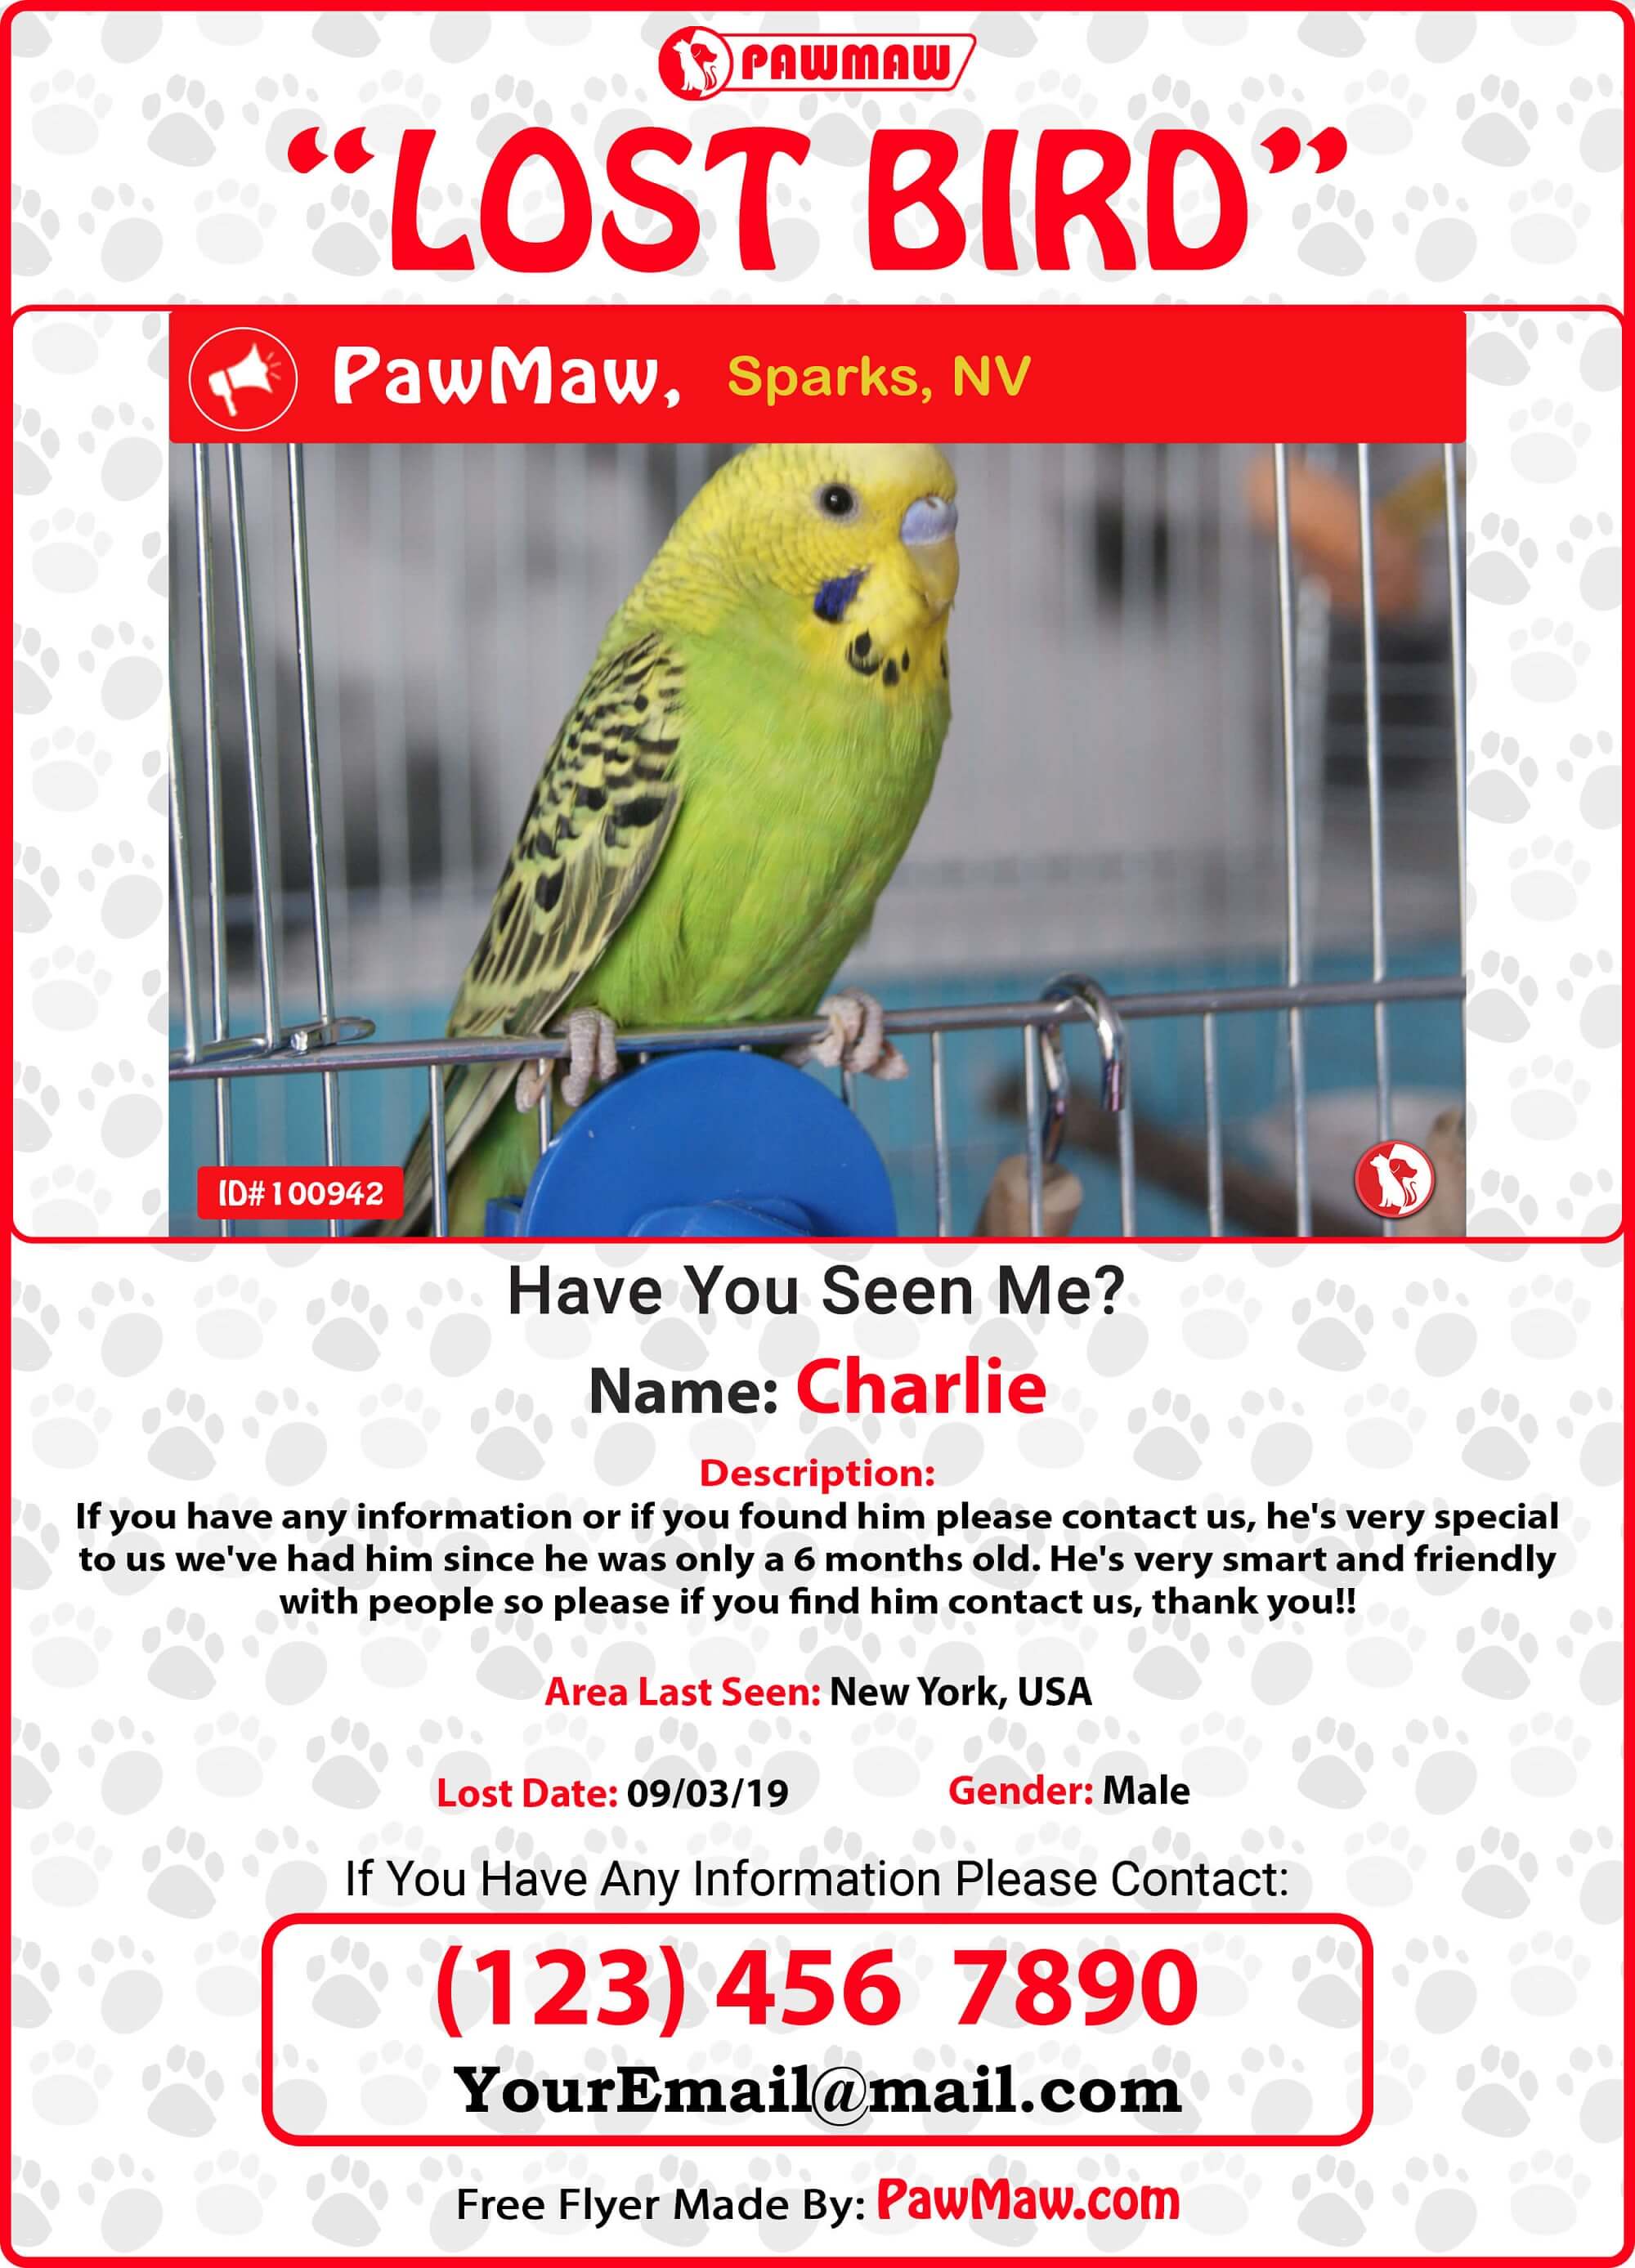 PAWMAW
“LOST BIRD”
PawMaw, Sparks, NV
ID#100942
Have You Seen Me?
Name: Charlie
Description:
If you have any information or if you found him please contact us, he's very special
to us we've had him since he was only a 6 months old. He's very smart and friendly
with people so please if you find him contact us, thank you!!
Area Last Seen: New York, USA
Lost Date: 09/03/19 Gender: Male
If You Have Any Information Please Contact:
(123) 456 7890
YourEmail@mail.com
Free Flyer Made By: PawMaw.com